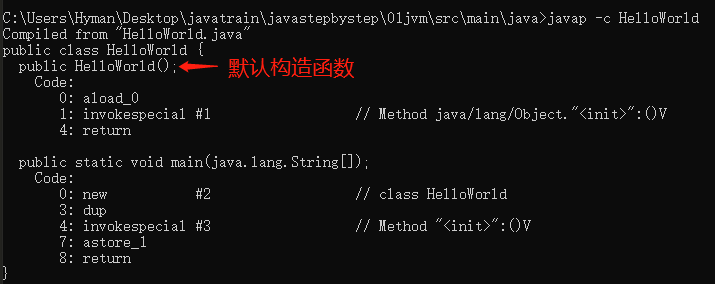 C:\Users\Hyman\Desktop\javatrain\javastepbystep\01jvm\src\main\java>javap -c HelloWorld
Compiled from "HelloWorld.java"
public class HelloWorld {
  public HelloWorld(); 默认构造函数
    Code:
       0: aload_0
       1: invokespecial #1                  // Method java/lang/Object."<init>":()V
       4: return

  public static void main(java.lang.String[]);
    Code:
       0: new           #2                  // class HelloWorld
       3: dup
       4: invokespecial #3                  // Method "<init>":()V
       7: astore_1
       8: return
}